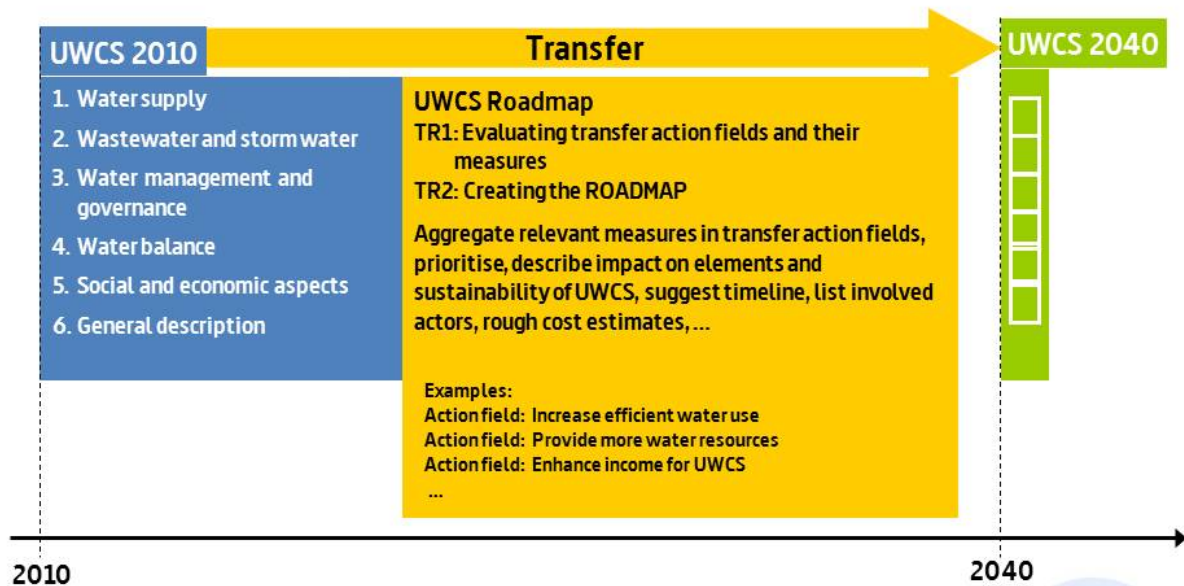 UWCS 2010
Transfer
UWCS 2040
1. Water supply
2. Wastewater and storm water
3. Water management and
governance
4. Water balance
5. Social and economic aspects
6. General description
UWCS Roadmap
TR1: Evaluating transfer action fields and their
measures
TR2: Creating the ROADMAP
Aggregate relevant measures in transfer action fields,
prioritise, describe impact on elements and
sustainability of UWCS, suggest timeline, list involved
actors, rough cost estimates, ...
Examples:
Action field: Increase efficient water use
Action field: Provide more water resources
Action field: Enhance income for UWCS
...
2010
2040